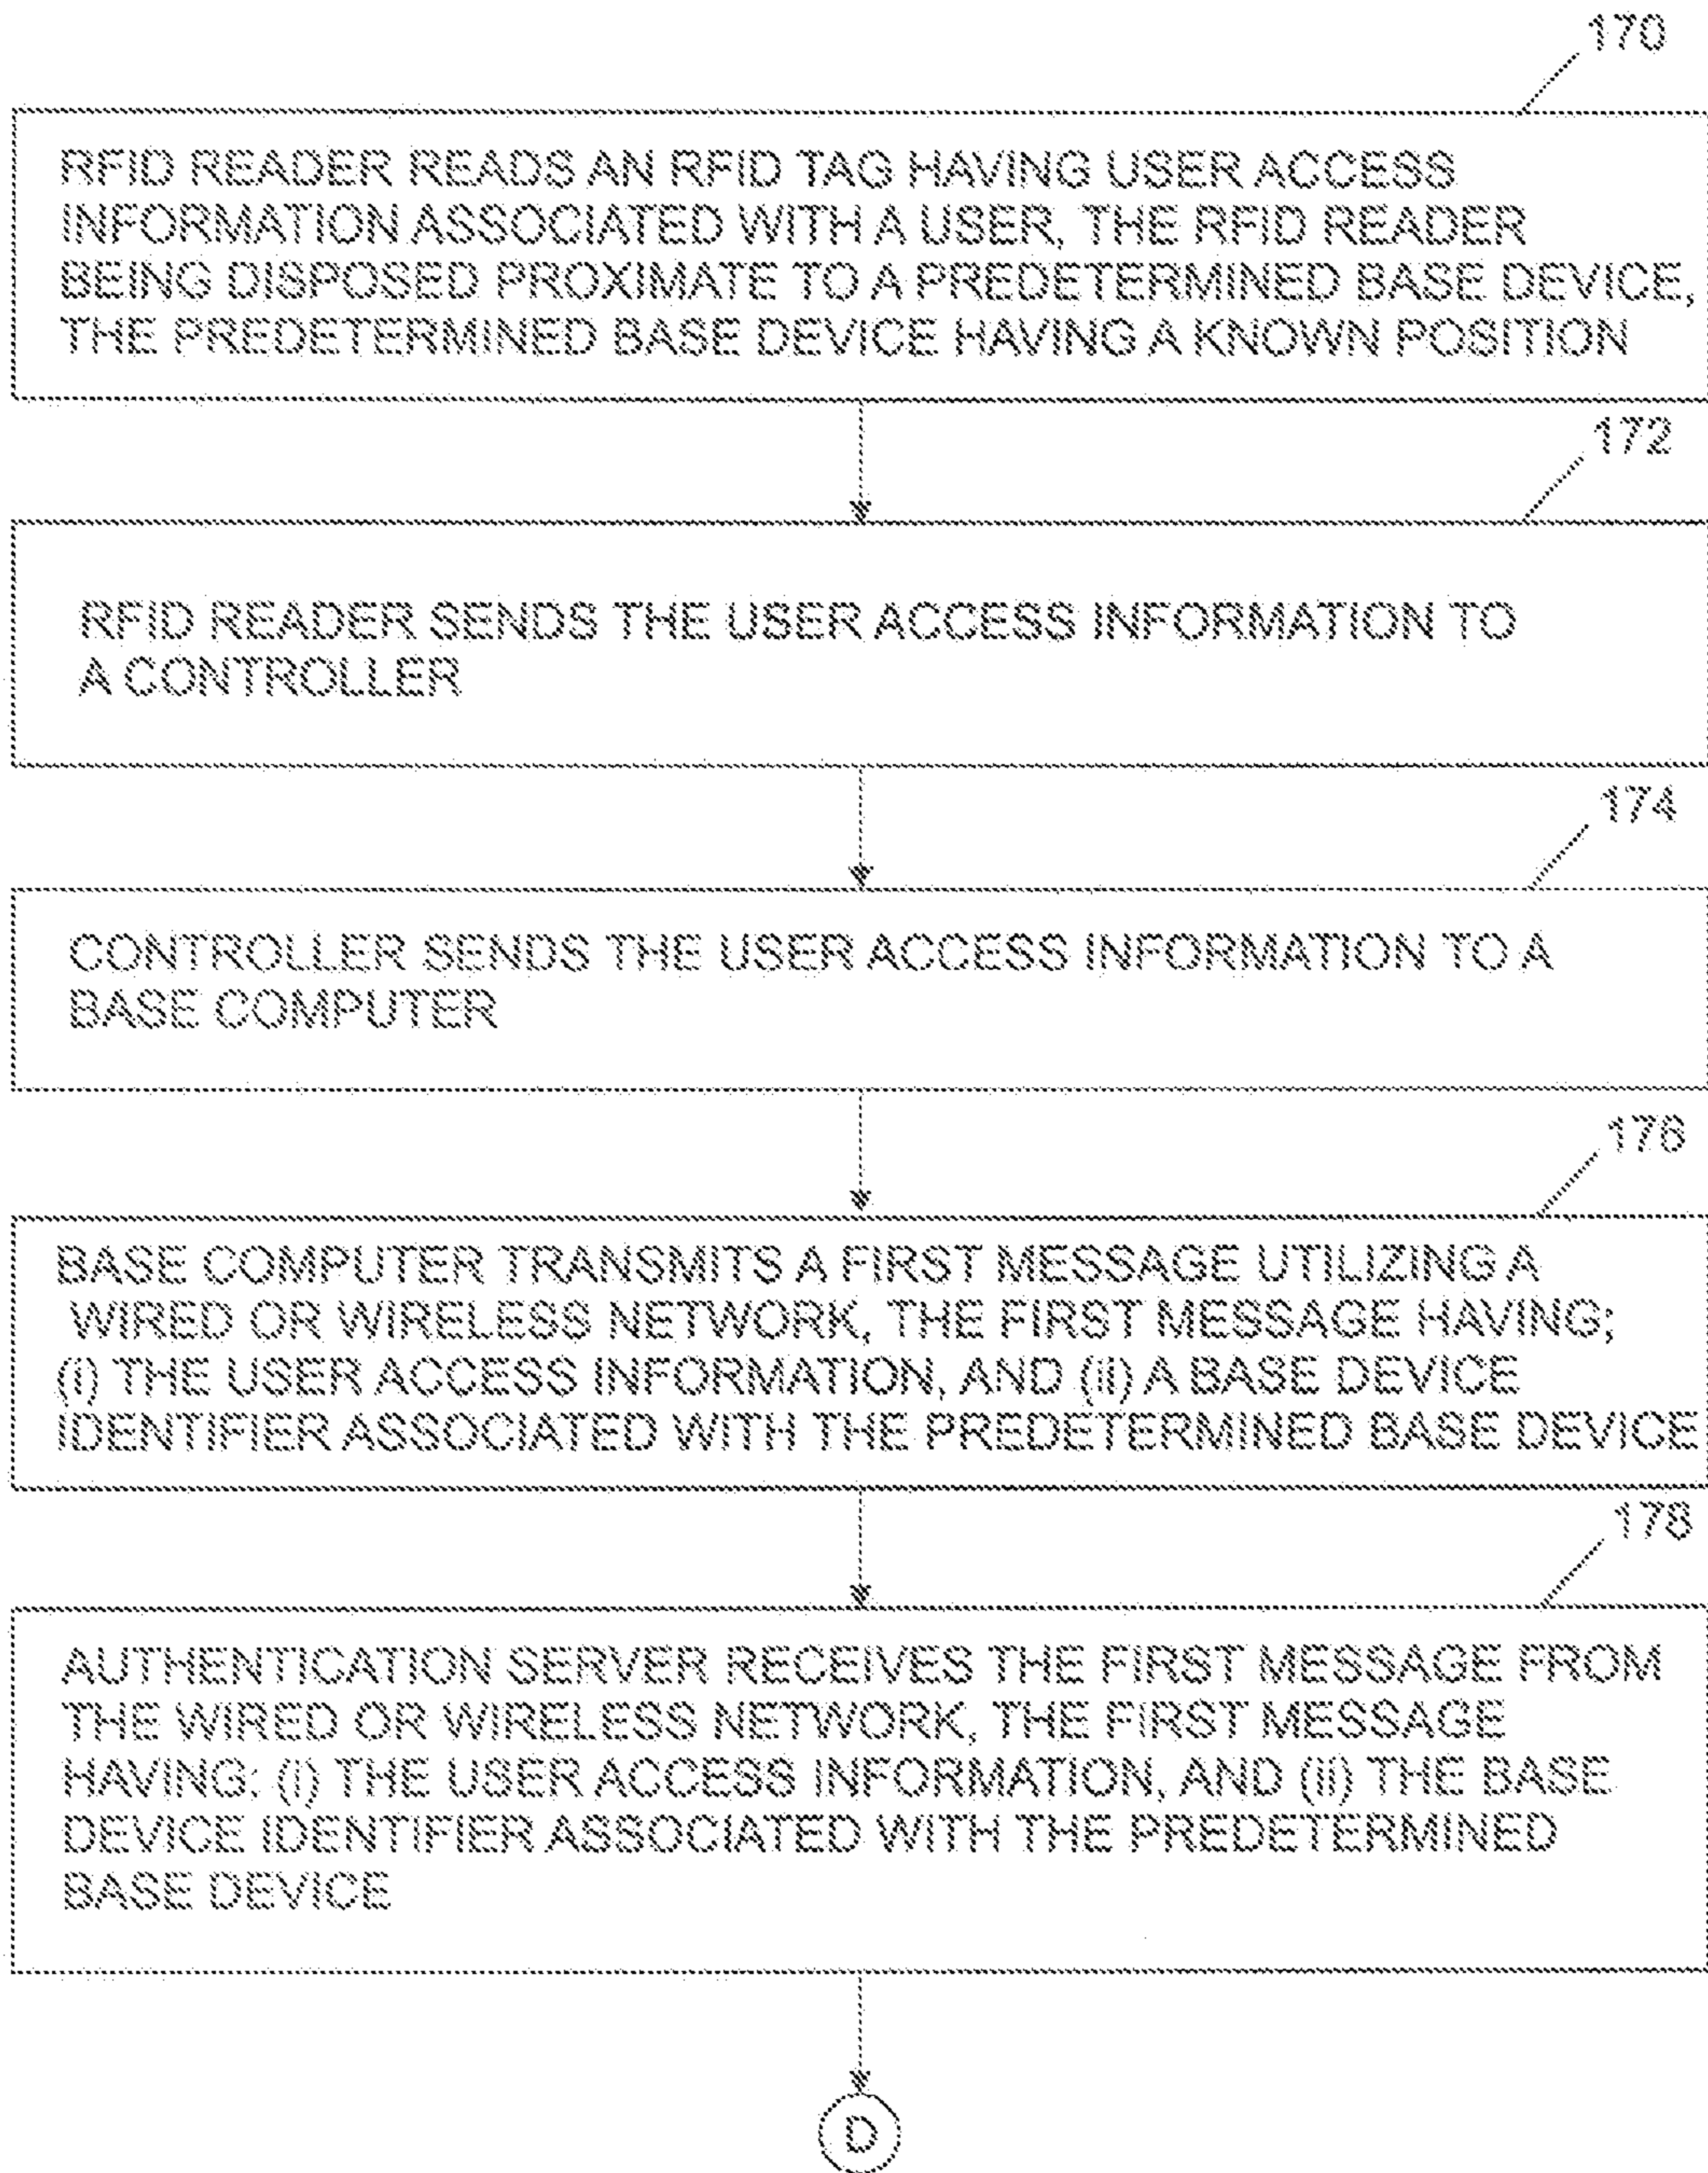 170
RFID READER READS AN RFID TAG HAVING USER ACCESS
INFORMATION ASSOCIATED WITH A USER, THE RFID READER
BEING DISPOSED PROXIMATE TO A PREDETERMINED BASE DEVICE,
THE PREDETERMINED BASE DEVICE HAVING A KNOWN POSITION
172
RFID READER SENDS THE USER ACCESS INFORMATION TO
A CONTROLLER
174
CONTROLLER SENDS THE USER ACCESS INFORMATION TO A
BASE COMPUTER
176
BASE COMPUTER TRANSMITS A FIRST MESSAGE UTILIZING A
WIRED OR WIRELESS NETWORK, THE FIRST MESSAGE HAVING;
(i) THE USER ACCESS INFORMATION, AND (ii) A BASE DEVICE
IDENTIFIER ASSOCIATED WITH THE PREDETERMINED BASE DEVICE
178
AUTHENTICATION SERVER RECEIVES THE FIRST MESSAGE FROM
THE WIRED OR WIRELESS NETWORK, THE FIRST MESSAGE
HAVING: (i) THE USER ACCESS INFORMATION, AND (ii) THE BASE
DEVICE IDENTIFIER ASSOCIATED WITH THE PREDETERMINED
BASE DEVICE
D